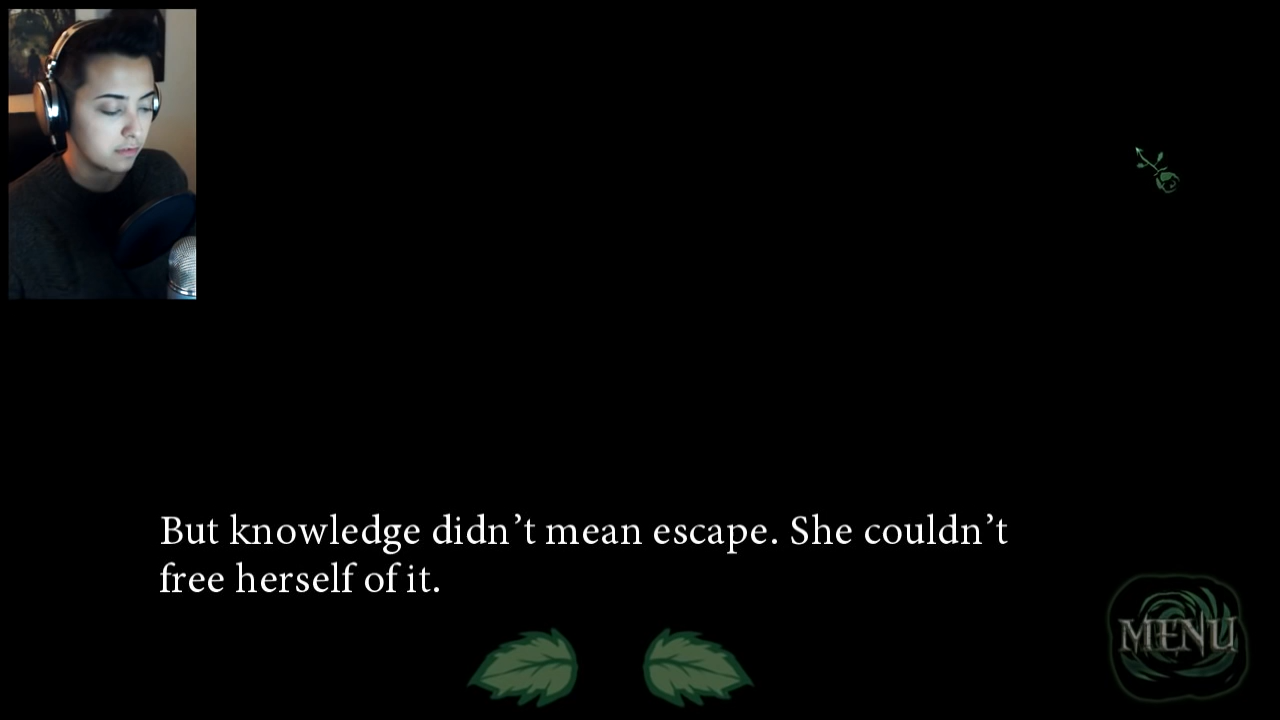 But knowledge didn’t mean escape. She couldn’t
free herself of it.
MENU